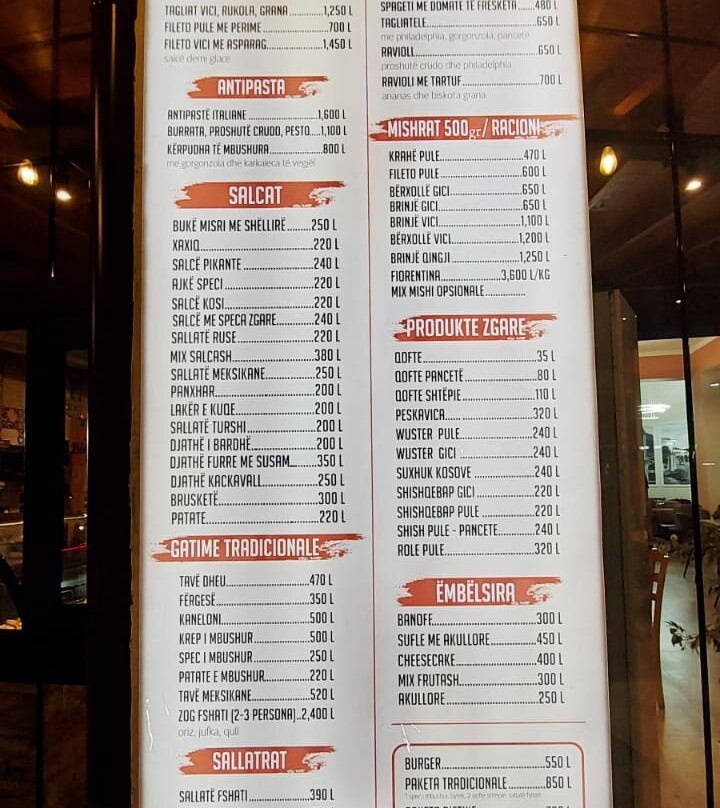 TAGLIAT VICI, RUKOLA, GRANA..........1,250 L
FILETO PULE ME PERIME..........700 L
FILETO VICI ME ASPARAG..........1,450 L
salcë demi glace
ANTIPASTA
ANTIPASTË ITALIANE..........1,600 L
BURRATA, PROSHUTË CRUDO, PESTO....1,100 L
KËRPUDHA TË MBUSHURA..........800 L
me gorgonzola dhe karkaleca të vegjël
SALCAT
BUKË MISRI ME SHËLLIRË........250 L
XAXIQ..........220 L
SALCË PIKANTE..........240 L
AJKË SPECI..........220 L
SALCË KOSI..........220 L
SALCË ME SPECA ZGARE..........240 L
SALLATË RUSE..........220 L
MIX SALCASH..........380 L
SALLATË MEKSIKANE..........250 L
PANXHAR..........200 L
LAKËR E KUQE..........200 L
SALLATË TURSHI..........200 L
DJATHË I BARDHË..........200 L
DJATHË FURRE ME SUSAM..........350 L
DJATHË KACKAVALL..........250 L
BRUSKETË..........300 L
PATATE..........220 L
GATIME TRADICIONALE
TAVË DHEU..........470 L
FËRGESË..........350 L
KANELONI..........500 L
KREP I MBUSHUR..........500 L
SPEC I MBUSHUR..........250 L
PATATE E MBUSHUR..........220 L
TAVË MEKSIKANE..........520 L
ZOG FSHATI (2-3 PERSONA)..2,400 L
oriz, jufka, qull
SALLATRAT
SALLATË FSHATI..........390 L
SPAGETI ME DOMATE TË FRESKËTA......480 L
TAGLIATELE..........650 L
me philadelphia, gorgonzola, pancetë
RAVIOLI..........650 L
proshutë crudo dhe philadelphia
RAVIOLI ME TARTUF..........700 L
ananas dhe biskota grana
MISHRAT 500gr/ RACIONI
KRAHË PULE..........470 L
FILETO PULE..........600 L
BËRXOLLË GICI..........650 L
BRINJË GICI..........650 L
BRINJË VICI..........1,100 L
BËRXOLLË VICI..........1,200 L
BRINJË QINGJI..........1,250 L
FIORENTINA..........3,600 L/KG
MIX MISHI OPSIONALE..........
PRODUKTE ZGARE
QOFTE..........35 L
QOFTE PANCETË..........80 L
QOFTE SHTËPIE..........110 L
PESKAVICA..........320 L
WUSTER PULE..........240 L
WUSTER GICI..........240 L
SUXHUK KOSOVE..........240 L
SHISHQEBAP GICI..........220 L
SHISHQEBAP PULE..........220 L
SHISH PULE - PANCETE..........240 L
ROLE PULE..........320 L
ËMBËLSIRA
BANOFE..........300 L
SUFLE ME AKULLORE..........450 L
CHEESECAKE..........400 L
MIX FRUTASH..........300 L
AKULLORE..........250 L
BURGER..........550 L
PAKETA TRADICIONALE..........850 L